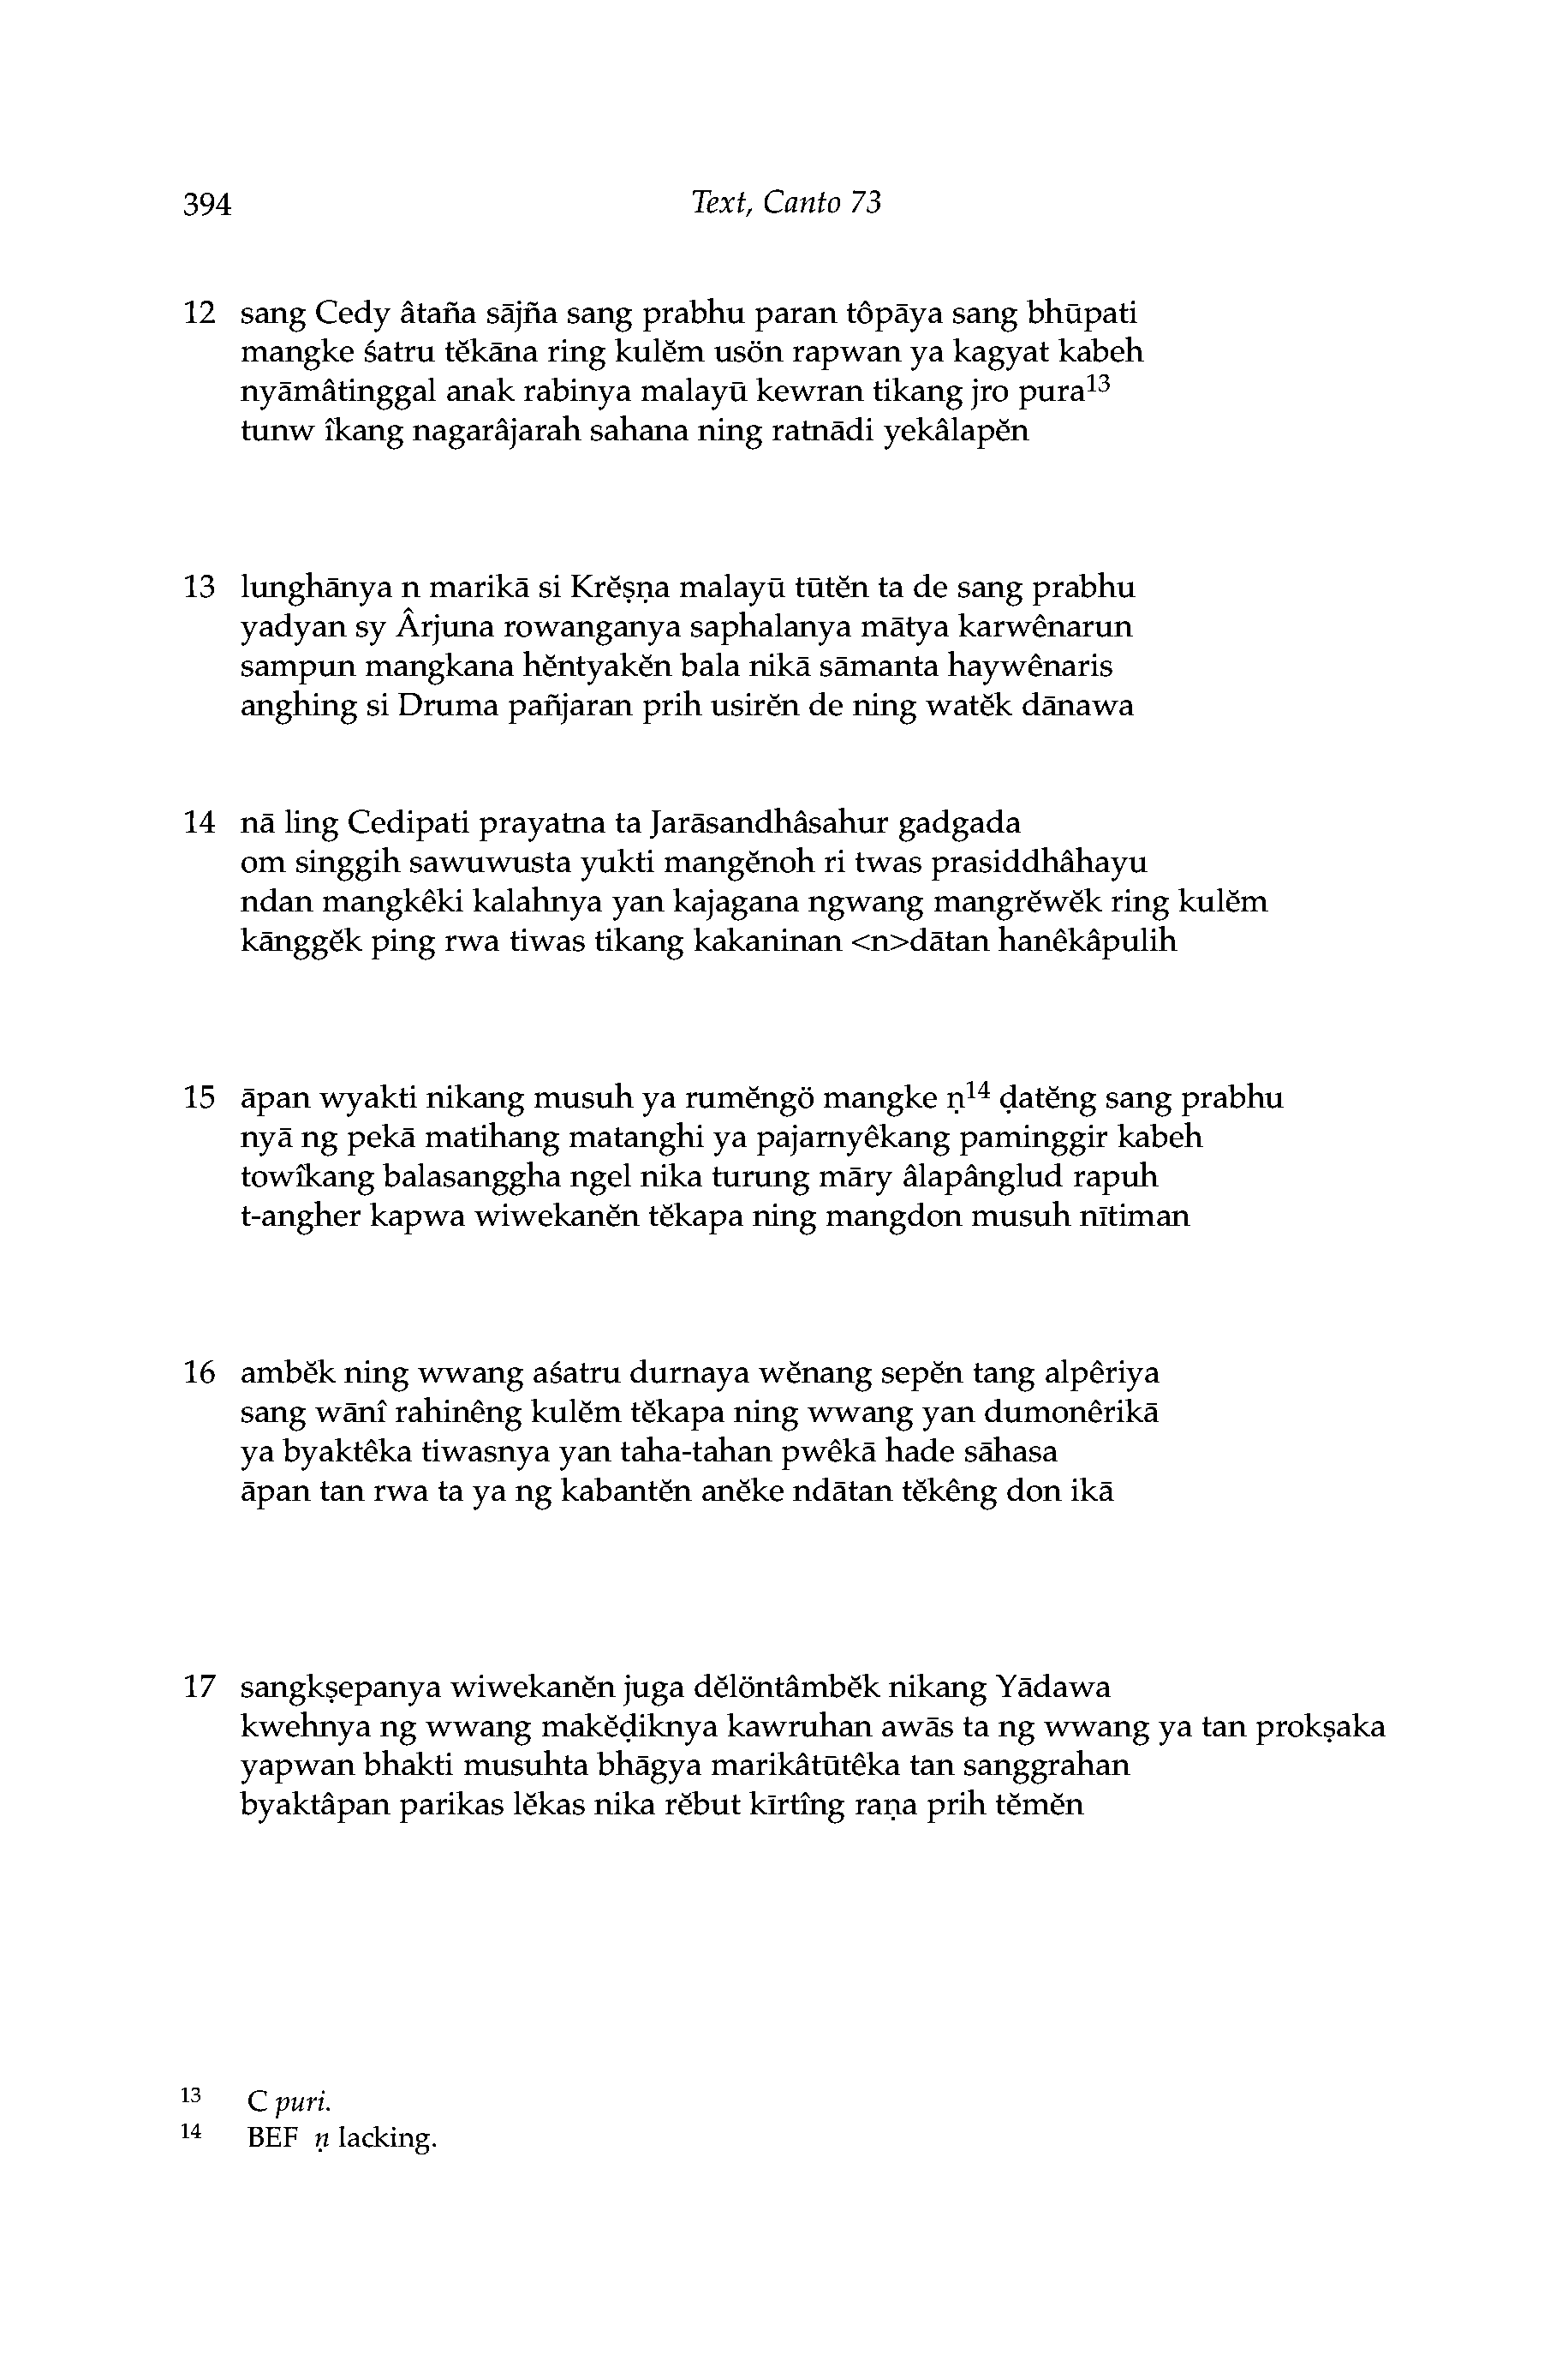 394 Text, Canto 73
12 sang Cedy âtaña sājña sang prabhu paran tôpāya sang bhūpati
mangke śatru tĕkāna ring kulĕm usön rapwan ya kagyat kabeh
nyāmâtinggal anak rabinya malayū kewran tikang jro pura¹³
tunw îkang nagarâjarah sahana ning ratnādi yekâlapĕn
13 lunghānya n marikā si Krĕṣṇa malayū tūtĕn ta de sang prabhu
yadyan sy Ârjuna rowanganya saphalanya mātya karwênarun
sampun mangkana hĕntyakĕn bala nikā sāmanta haywênaris
anghing si Druma pañjaran prih usirĕn de ning watĕk dānawa
14 nā ling Cedipati prayatna ta Jarāsandhâsahur gadgada
om singgih sawuwusta yukti mangĕnoh ri twas prasiddhâhayu
ndan mangkêki kalahnya yan kajagana ngwang mangrĕwĕk ring kulĕm
kānggĕk ping rwa tiwas tikang kakaninan <n>dātan hanêkâpulih
15 āpan wyakti nikang musuh ya rumĕngö mangke ṇ¹⁴ ḍatĕng sang prabhu
nyā ng pekā matihang matanghi ya pajarnyêkang paminggir kabeh
towîkang balasanggha ngel nika turung māry âlapânglud rapuh
t-angher kapwa wiwekanĕn tĕkapa ning mangdon musuh nītiman
16 ambĕk ning wwang aśatru durnaya wĕnang sepĕn tang alpêriya
sang wānî rahinêng kulĕm tĕkapa ning wwang yan dumonêrikā
ya byaktêka tiwasnya yan taha-tahan pwêkā hade sāhasa
āpan tan rwa ta ya ng kabantĕn anĕke ndātan tĕkêng don ikā
17 sangkṣepanya wiwekanĕn juga dĕlöntâmbĕk nikang Yādawa
kwehnya ng wwang makĕḍiknya kawruhan awās ta ng wwang ya tan prokṣaka
yapwan bhakti musuhta bhāgya marikâtūtêka tan sanggrahan
byaktâpan parikas lĕkas nika rĕbut kīrtîng raṇa prih tĕmĕn
¹³ C puri.
¹⁴ BEF ṇ lacking.